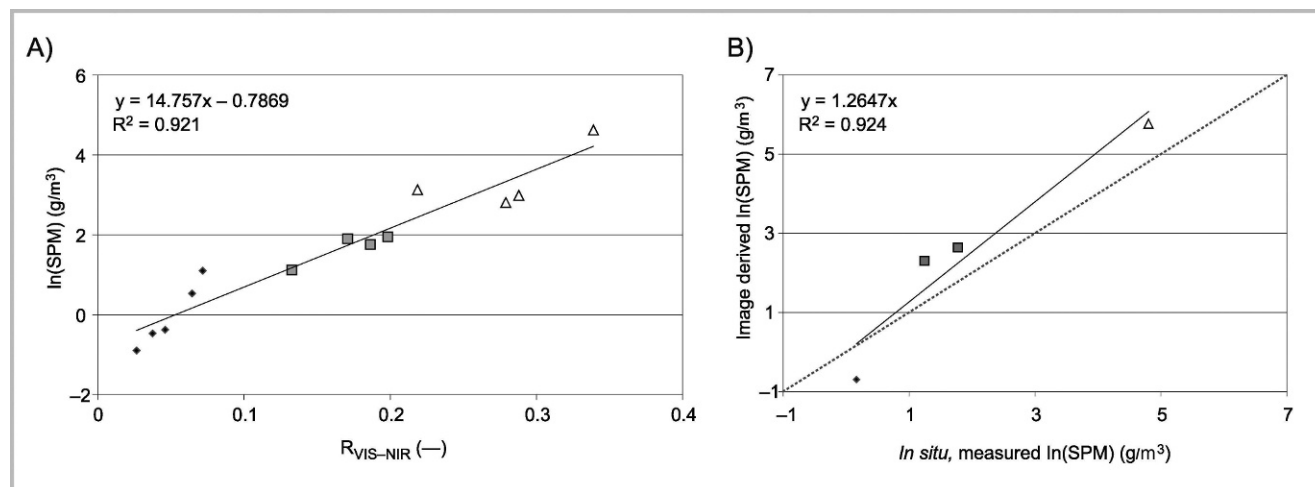 A)
y = 14.757x – 0.7869
R² = 0.921
ln(SPM) (g/m³)
6
4
2
0
–2
0
0.1
0.2
0.3
0.4
R_VIS–NIR (—)
B)
y = 1.2647x
R² = 0.924
Image derived ln(SPM) (g/m³)
7
5
3
1
–1
–1
1
3
5
7
In situ, measured ln(SPM) (g/m³)